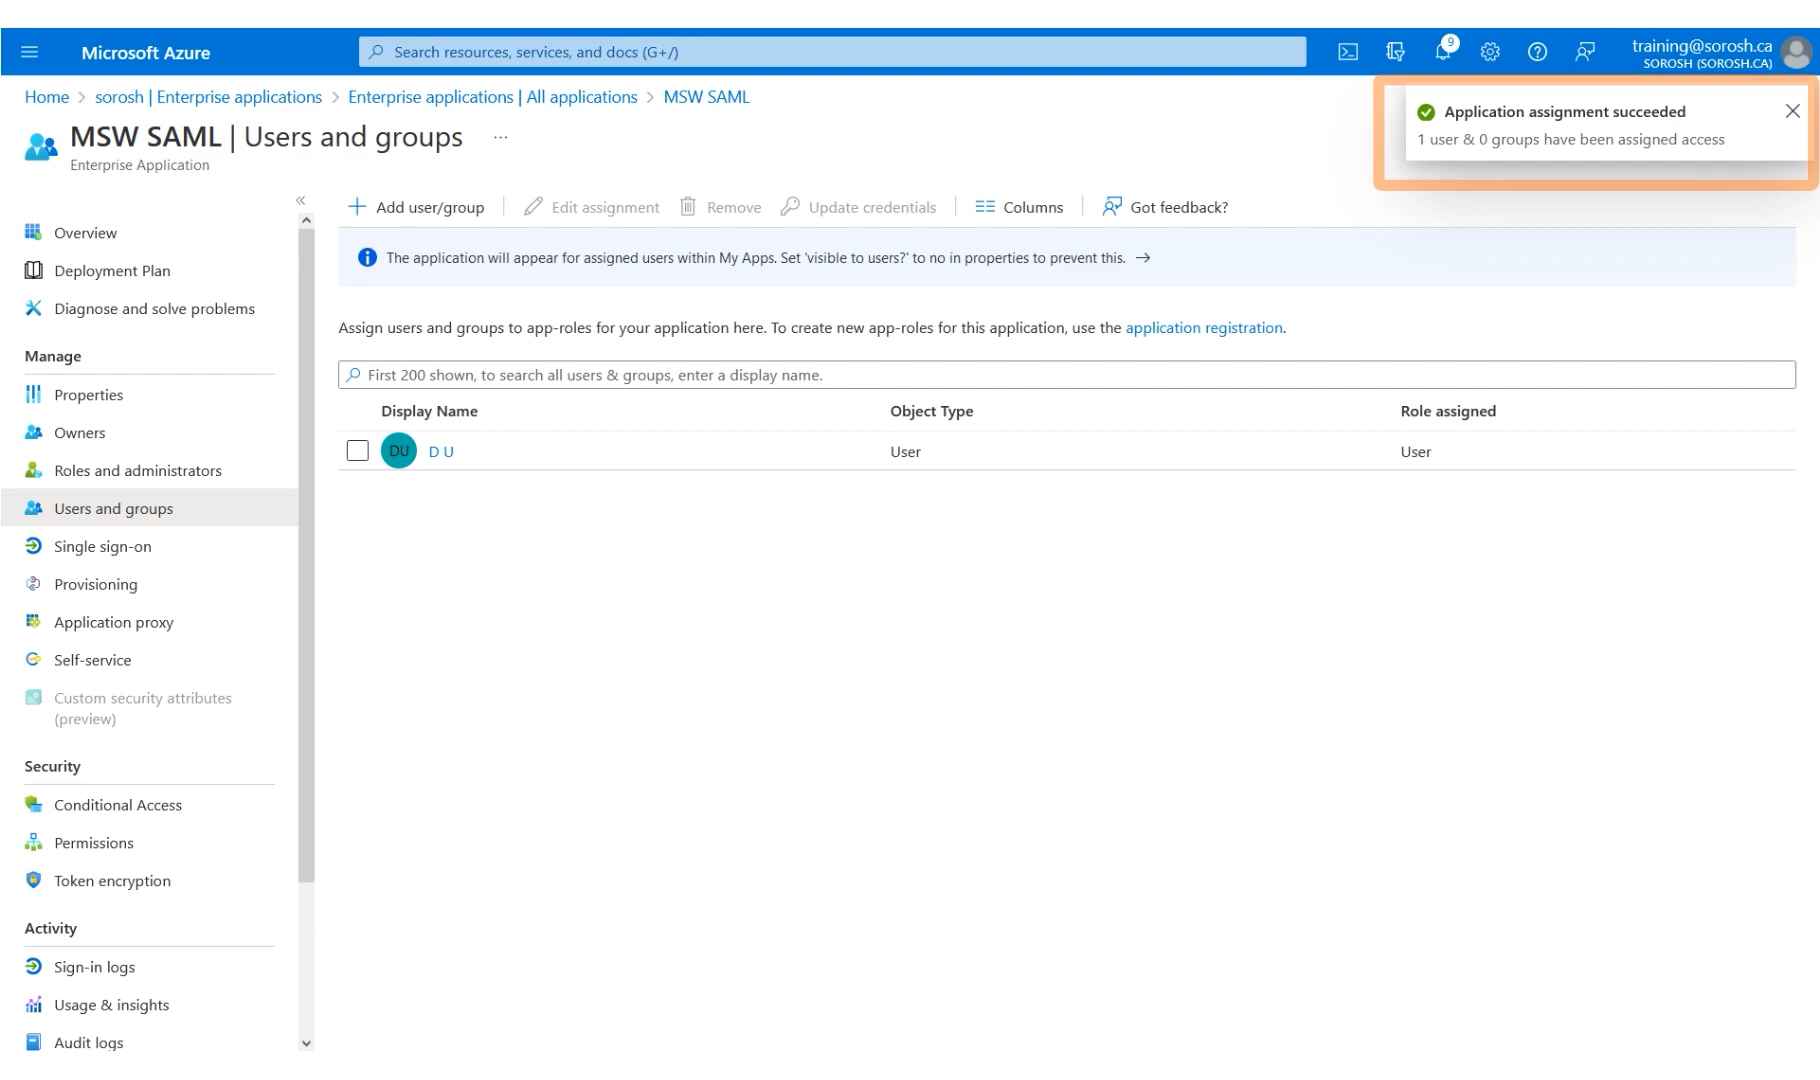 Microsoft Azure
Search resources, services, and docs (G+/)
9
training@sorosh.ca
SOROSH (SOROSH.CA)
Home > sorosh | Enterprise applications > Enterprise applications | All applications > MSW SAML
MSW SAML | Users and groups ...
Enterprise Application
Application assignment succeeded
1 user & 0 groups have been assigned access
Overview
Deployment Plan
Diagnose and solve problems
Manage
Properties
Owners
Roles and administrators
Users and groups
Single sign-on
Provisioning
Application proxy
Self-service
Custom security attributes
(preview)
Security
Conditional Access
Permissions
Token encryption
Activity
Sign-in logs
Usage & insights
Audit logs
Add user/group Edit assignment Remove Update credentials Columns Got feedback?
The application will appear for assigned users within My Apps. Set 'visible to users?' to no in properties to prevent this. →
Assign users and groups to app-roles for your application here. To create new app-roles for this application, use the application registration.
First 200 shown, to search all users & groups, enter a display name.
Display Name Object Type Role assigned
DU D U User User